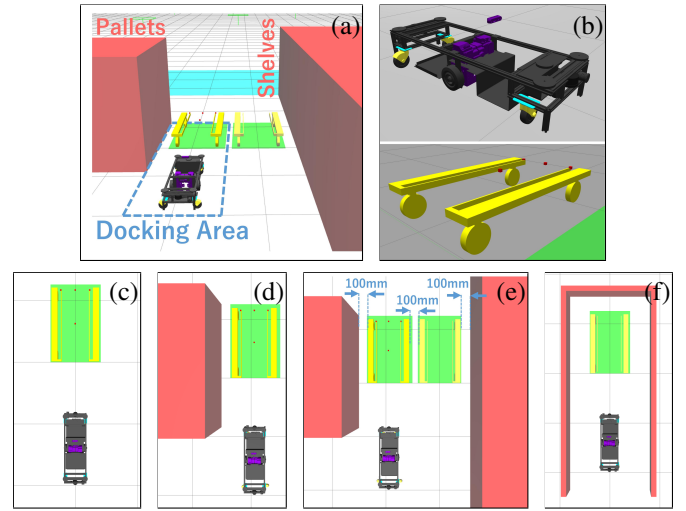 Pallets
Shelves
(a)
Docking Area
(b)
(c)
(d)
100mm
100mm
100mm
(e)
(f)